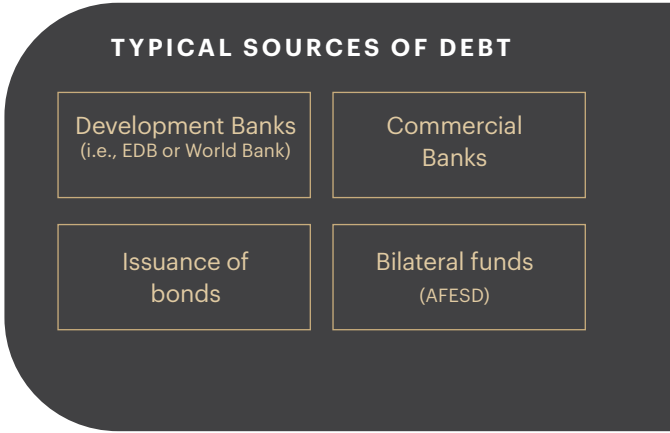 TYPICAL SOURCES OF DEBT
Development Banks
(i.e., EDB or World Bank)
Commercial
Banks
Issuance of
bonds
Bilateral funds
(AFESD)